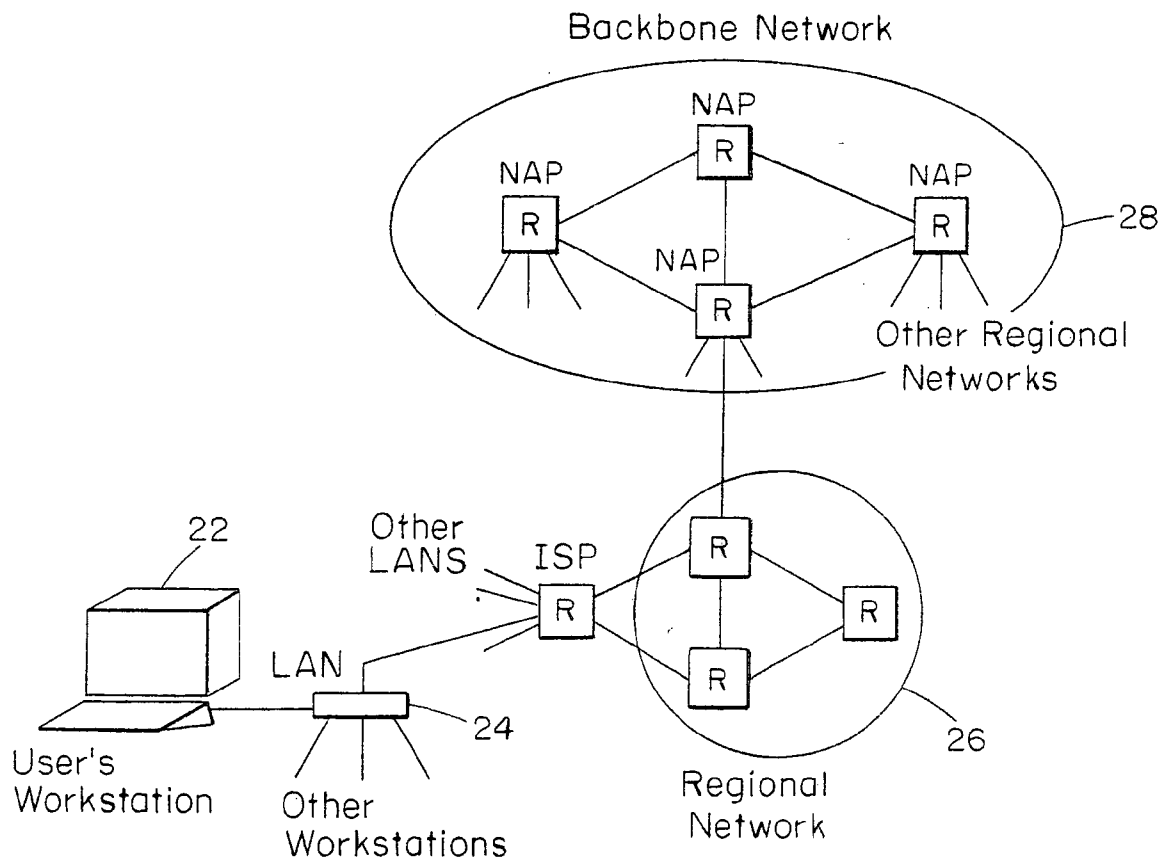 Backbone Network
NAP
R
NAP
R
NAP
R
28
NAP
R
Other Regional
Networks
22
Other
LANS
ISP
R
R
R
R
LAN
24
26
User's
Workstation
Other
Workstations
Regional
Network